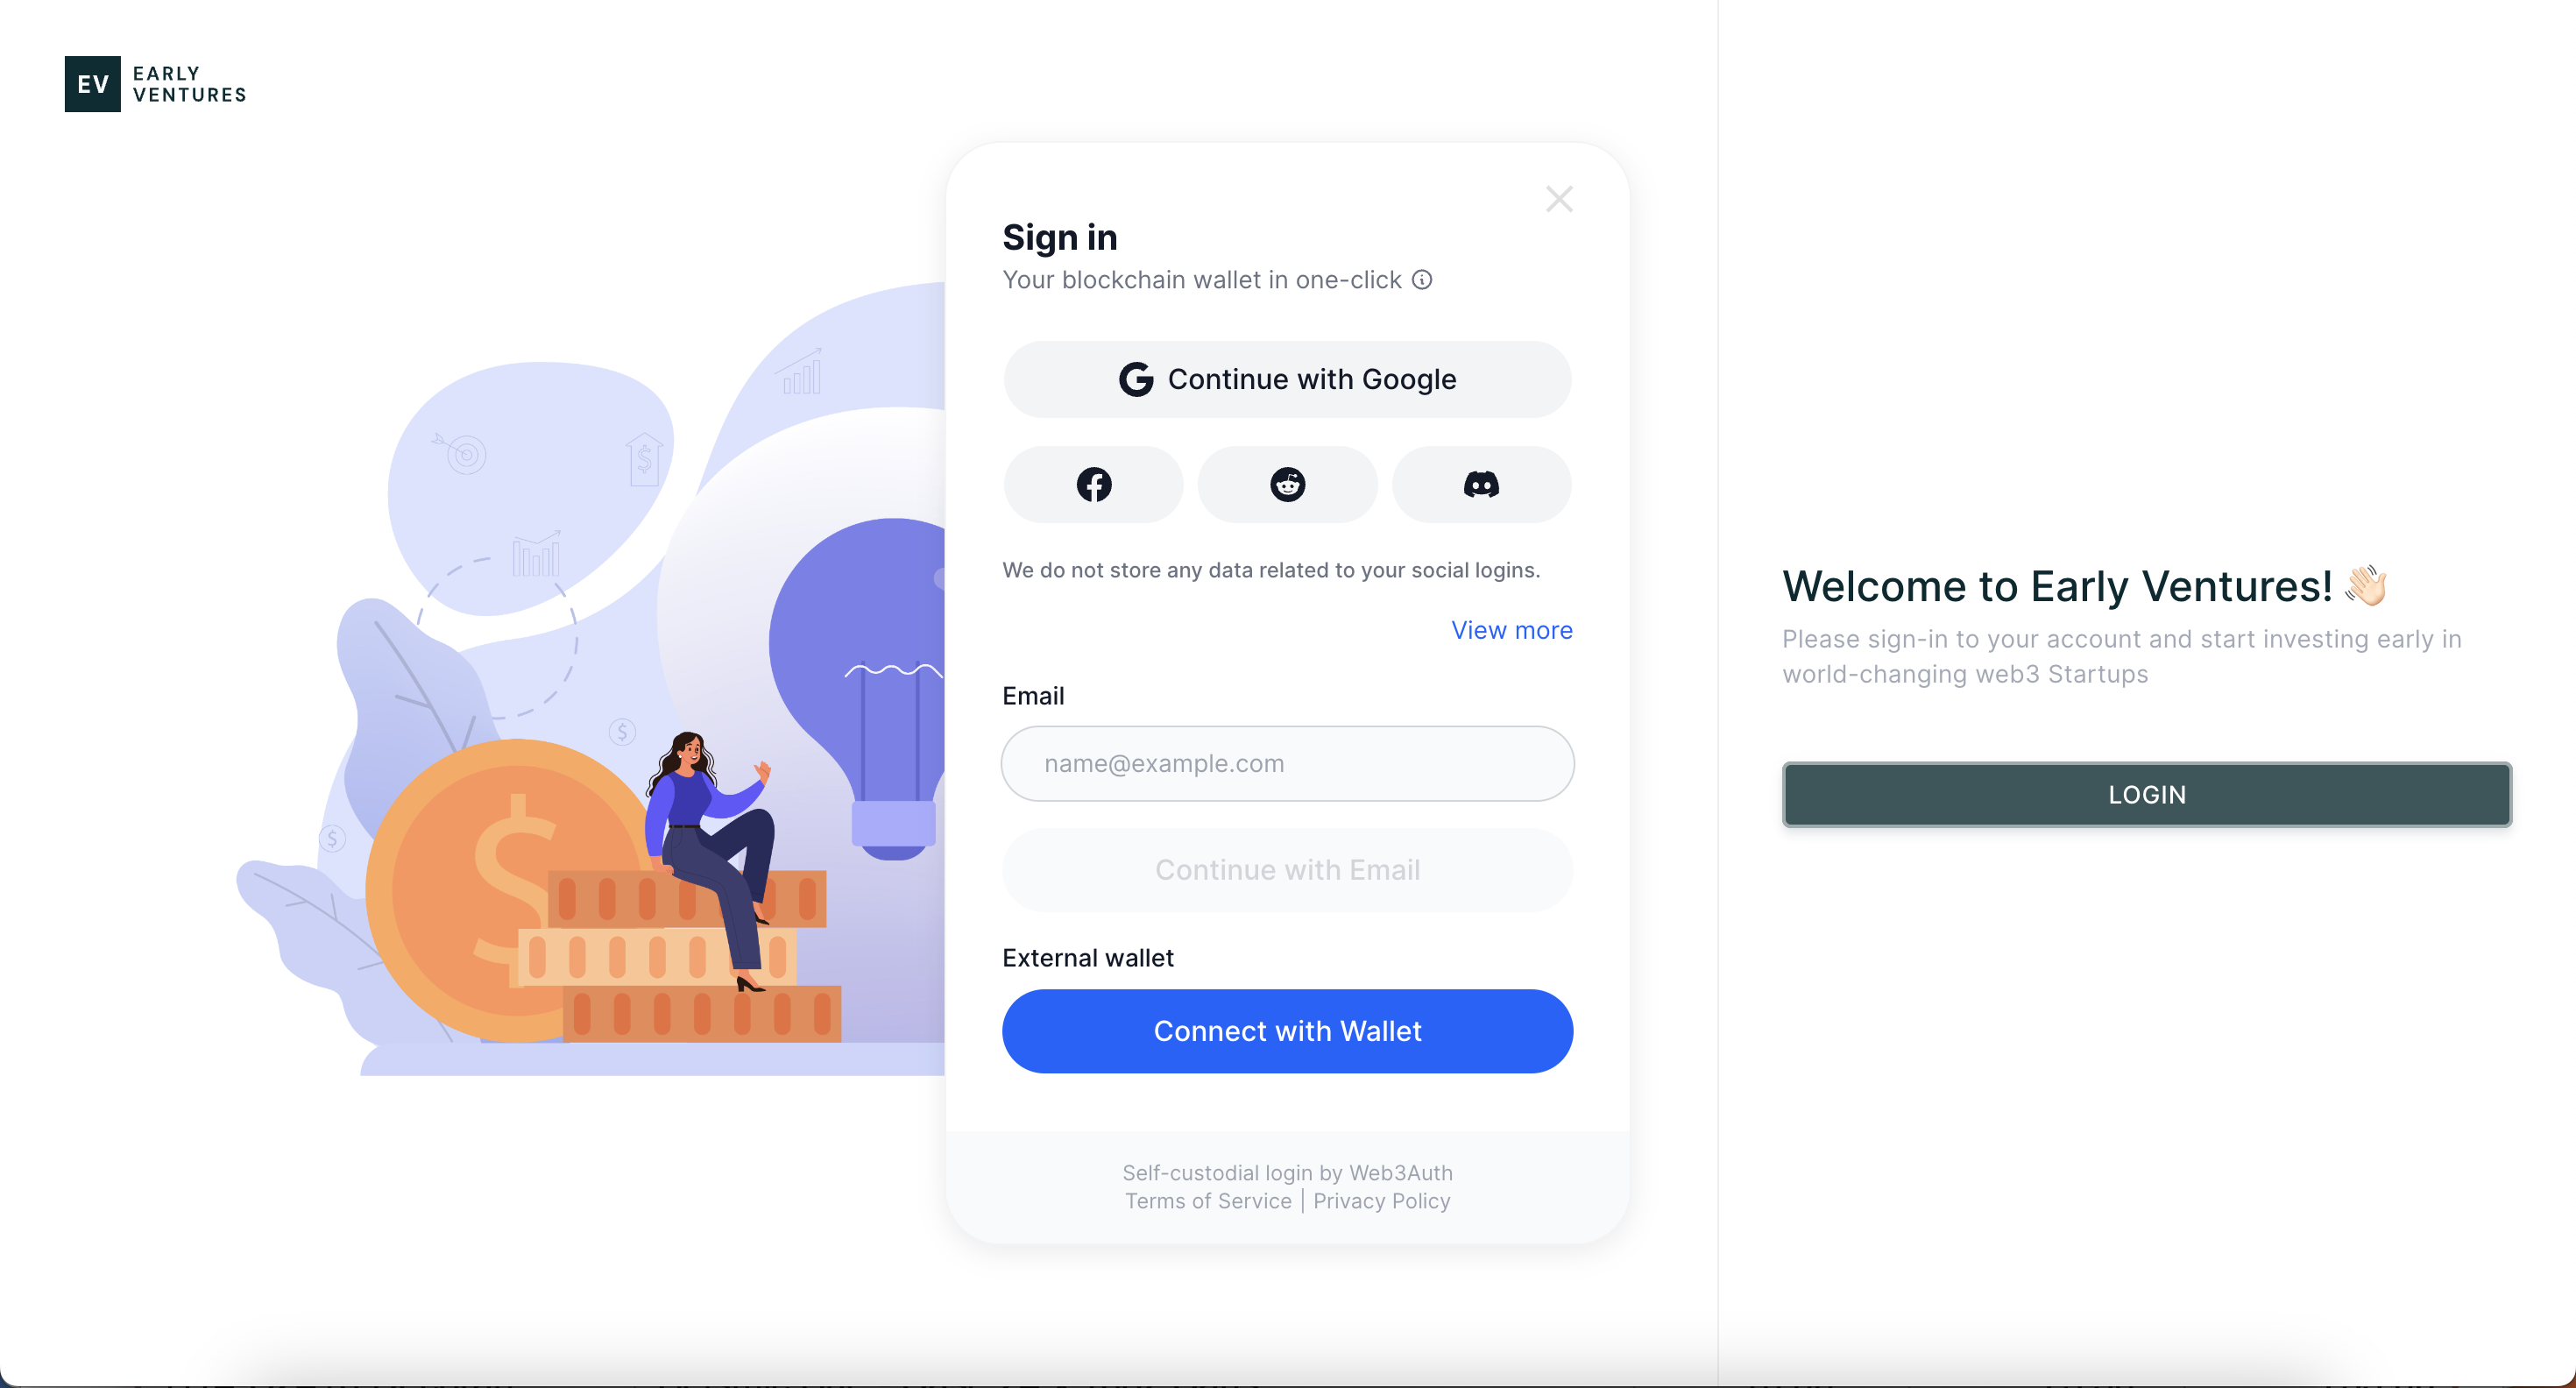 EV
EARLY
VENTURES
Sign in
Your blockchain wallet in one-click
Continue with Google
We do not store any data related to your social logins.
View more
Email
name@example.com
Continue with Email
External wallet
Connect with Wallet
Self-custodial login by Web3Auth
Terms of Service | Privacy Policy
Welcome to Early Ventures! 👋🏻
Please sign-in to your account and start investing early in
world-changing web3 Startups
LOGIN